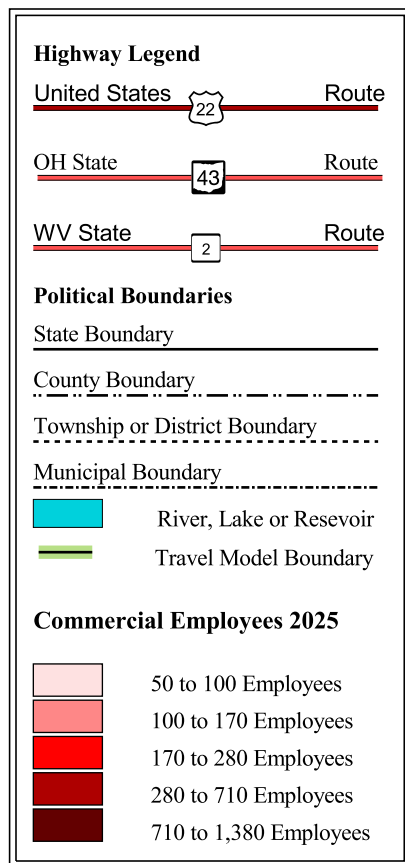 Highway Legend
United States 22 Route
OH State 43 Route
WV State 2 Route
Political Boundaries
State Boundary
County Boundary
Township or District Boundary
Municipal Boundary
River, Lake or Resevoir
Travel Model Boundary
Commercial Employees 2025
50 to 100 Employees
100 to 170 Employees
170 to 280 Employees
280 to 710 Employees
710 to 1,380 Employees